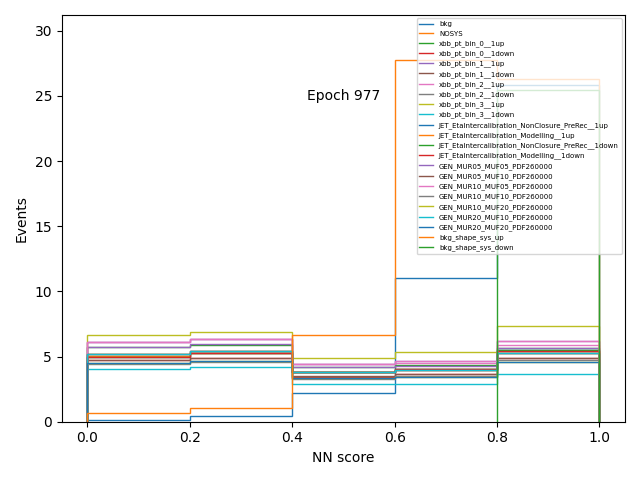 bkg
NOSYS
xbb_pt_bin_0__1up
xbb_pt_bin_0__1down
xbb_pt_bin_1__1up
xbb_pt_bin_1__1down
xbb_pt_bin_2__1up
xbb_pt_bin_2__1down
xbb_pt_bin_3__1up
xbb_pt_bin_3__1down
JET_EtaIntercalibration_NonClosure_PreRec__1up
JET_EtaIntercalibration_Modelling__1up
JET_EtaIntercalibration_NonClosure_PreRec__1down
JET_EtaIntercalibration_Modelling__1down
GEN_MUR05_MUF05_PDF260000
GEN_MUR05_MUF10_PDF260000
GEN_MUR10_MUF05_PDF260000
GEN_MUR10_MUF10_PDF260000
GEN_MUR10_MUF20_PDF260000
GEN_MUR20_MUF10_PDF260000
GEN_MUR20_MUF20_PDF260000
bkg_shape_sys_up
bkg_shape_sys_down
Epoch 977
Events
30
25
20
15
10
5
0
0.0 0.2 0.4 0.6 0.8 1.0
NN score